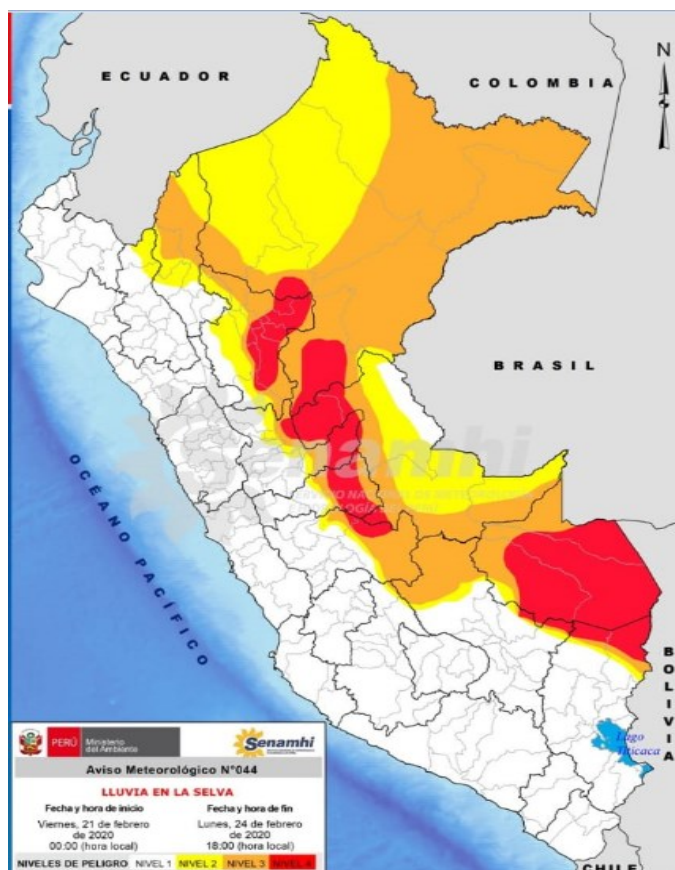 ECUADOR
COLOMBIA
N
BRASIL
Senamhi
OCÉANO PACÍFICO
BOLIVIA
Lago
Titicaca
PERÚ
Ministerio
del Ambiente
Senamhi
Aviso Meteorológico N°044
LLUVIA EN LA SELVA
Fecha y hora de inicio
Viernes, 21 de febrero
de 2020
00:00 (hora local)
Fecha y hora de fin
Lunes, 24 de febrero
de 2020
18:00 (hora local)
NIVELES DE PELIGRO NIVEL 1 NIVEL 2 NIVEL 3 NIVEL 4
CHILE